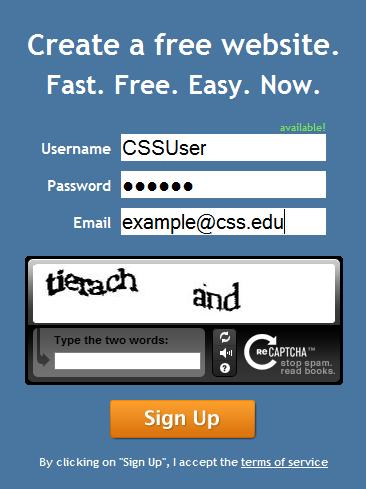 Create a free website.
Fast. Free. Easy. Now.
available!
Username CSSUser
Password ●●●●●●
Email example@css.edu
tierach and
Type the two words:
?
reCAPTCHA™
stop spam.
read books.
Sign Up
By clicking on "Sign Up", I accept the terms of service